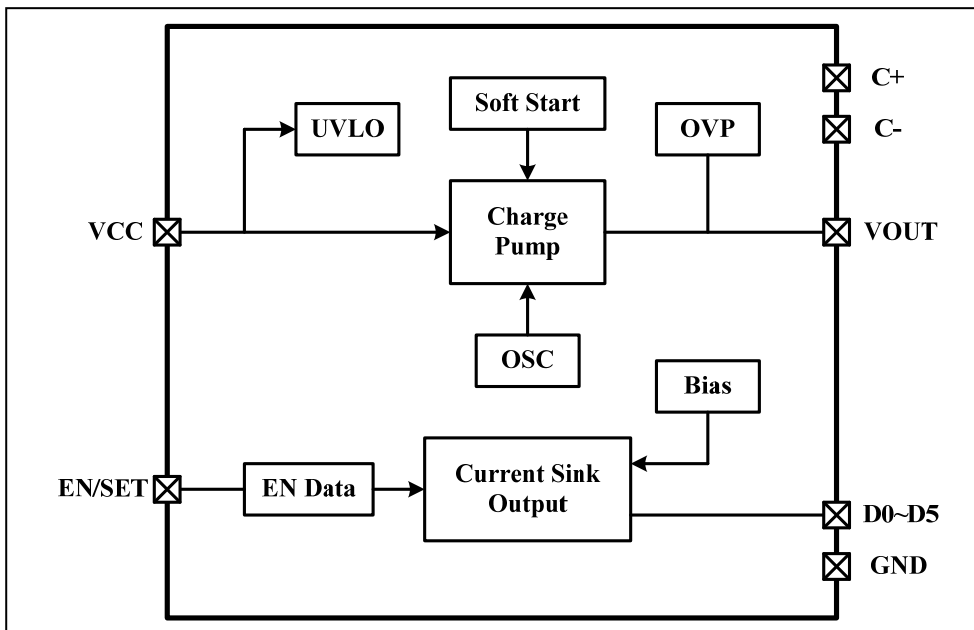 Soft Start
C+
UVLO
OVP
C-
VCC
Charge
Pump
VOUT
OSC
Bias
EN/SET
EN Data
Current Sink
Output
D0~D5
GND